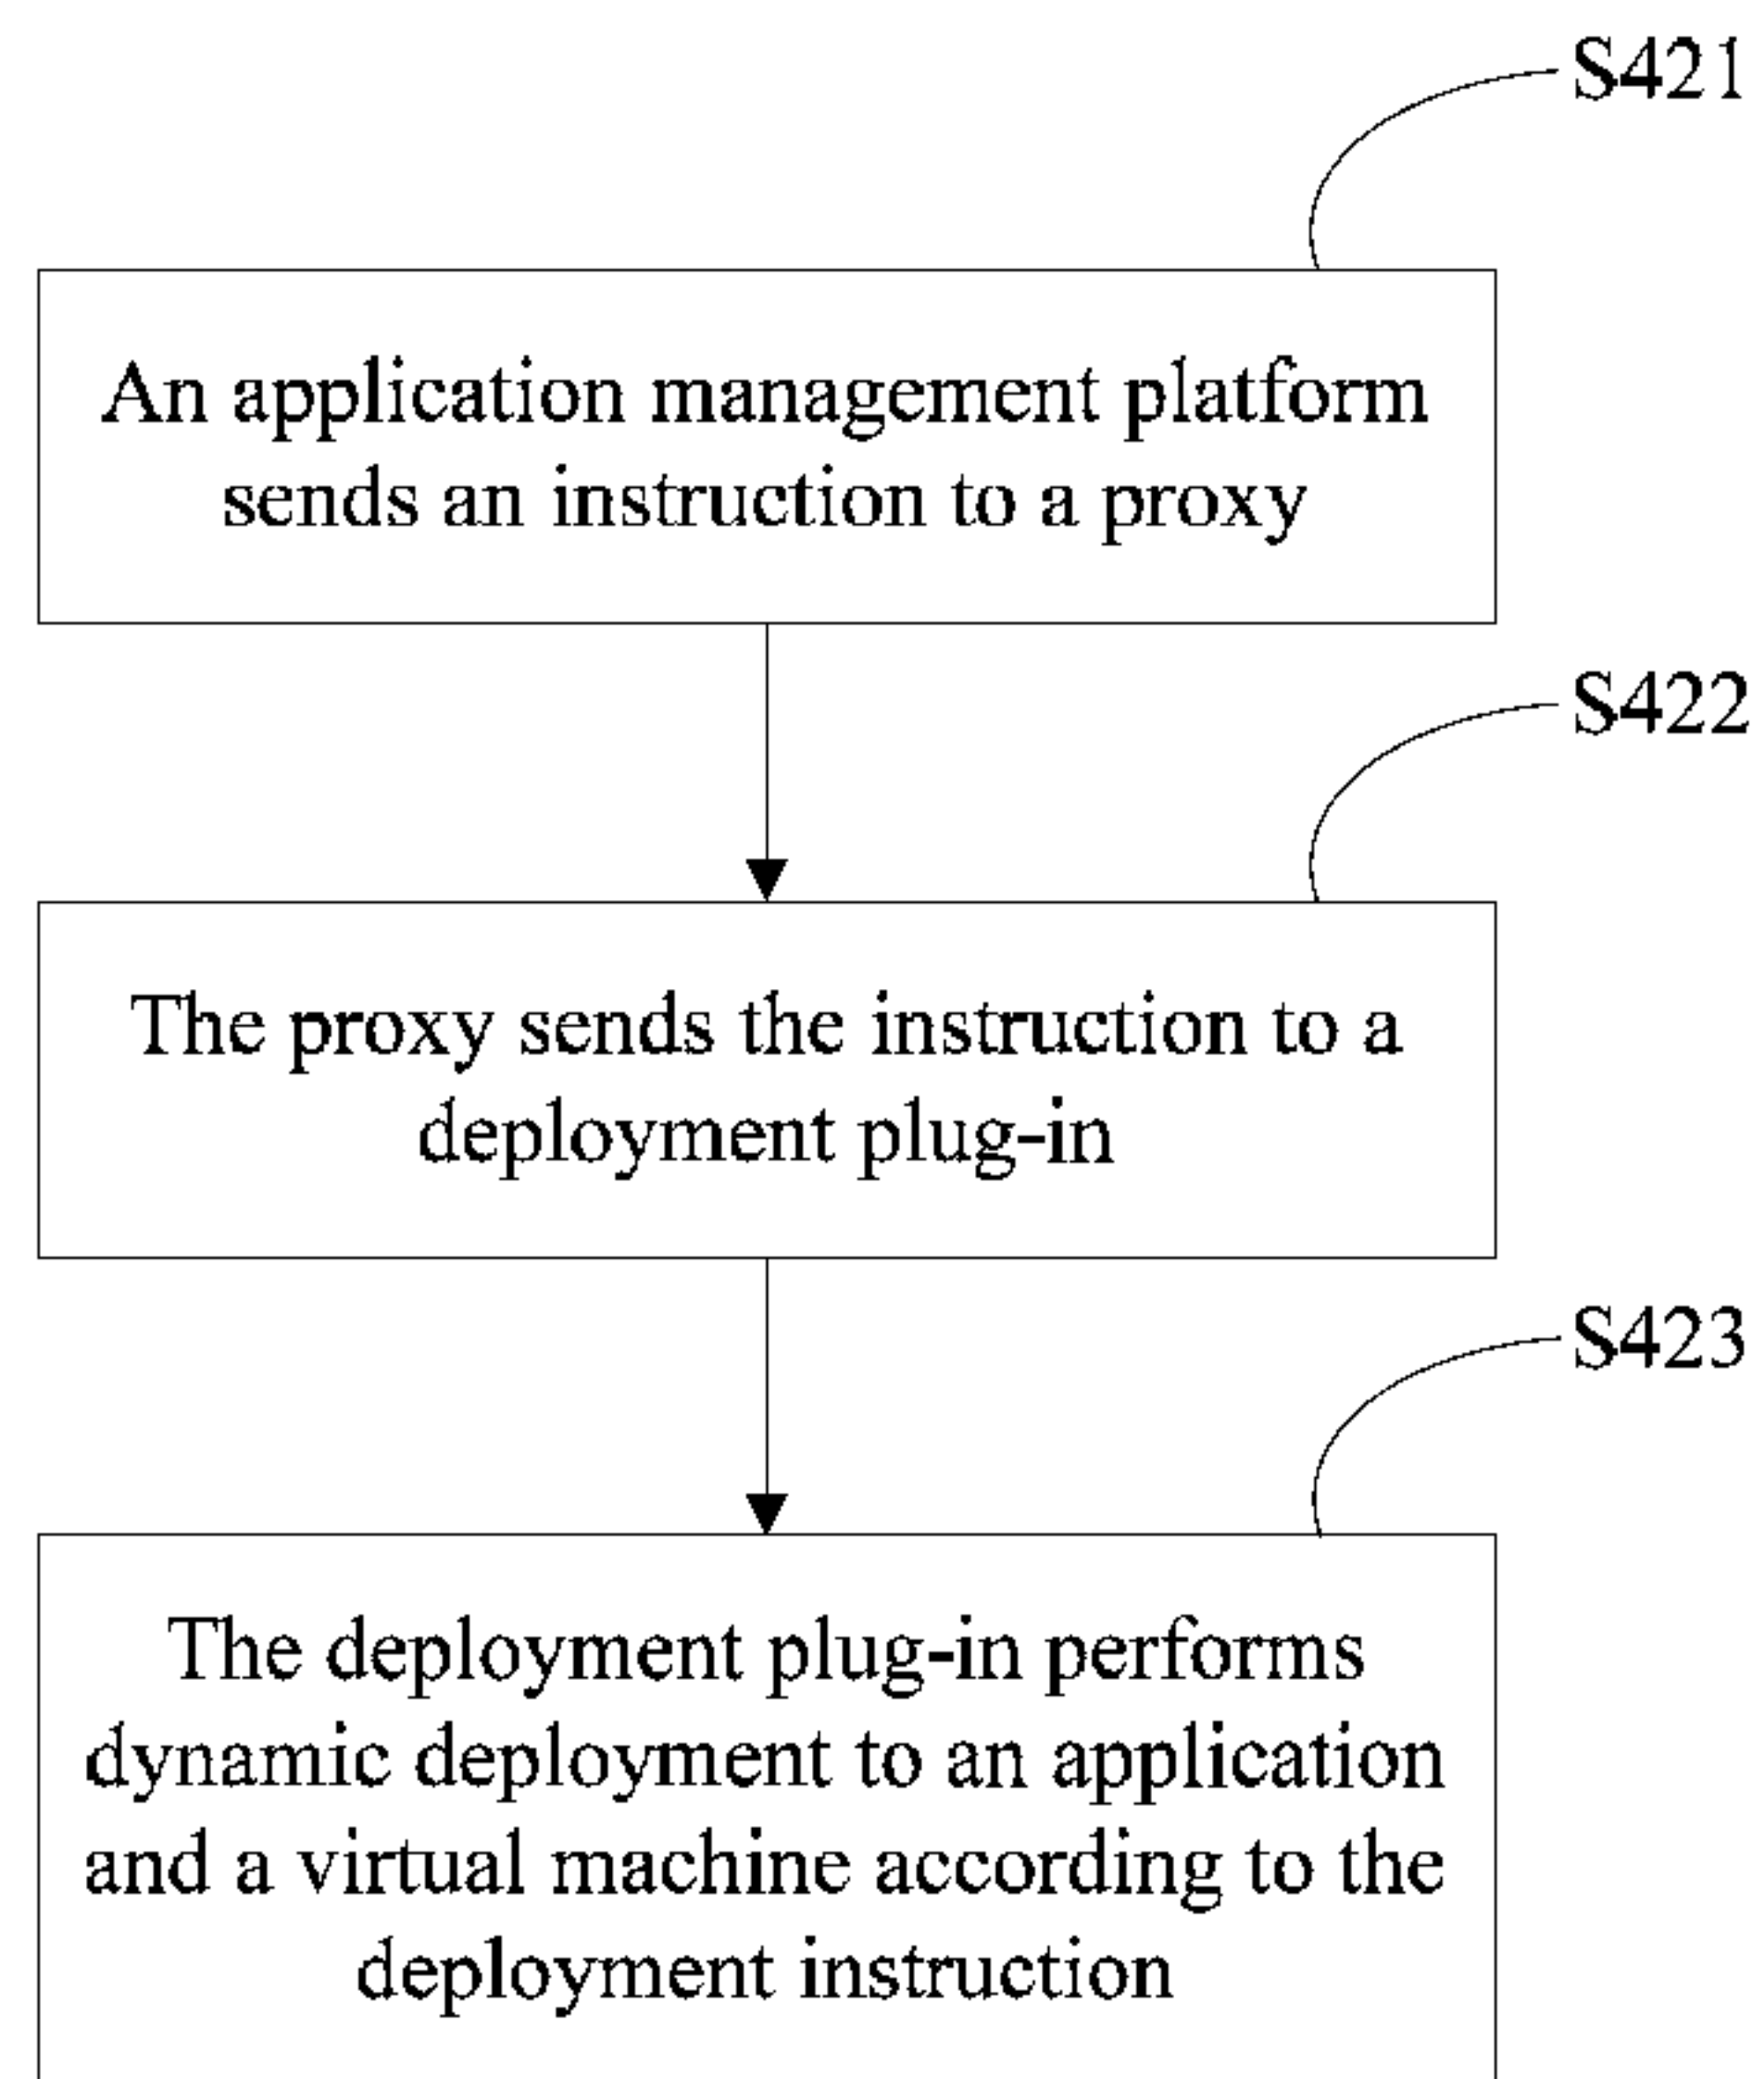 S421
An application management platform
sends an instruction to a proxy
S422
The proxy sends the instruction to a
deployment plug-in
S423
The deployment plug-in performs
dynamic deployment to an application
and a virtual machine according to the
deployment instruction